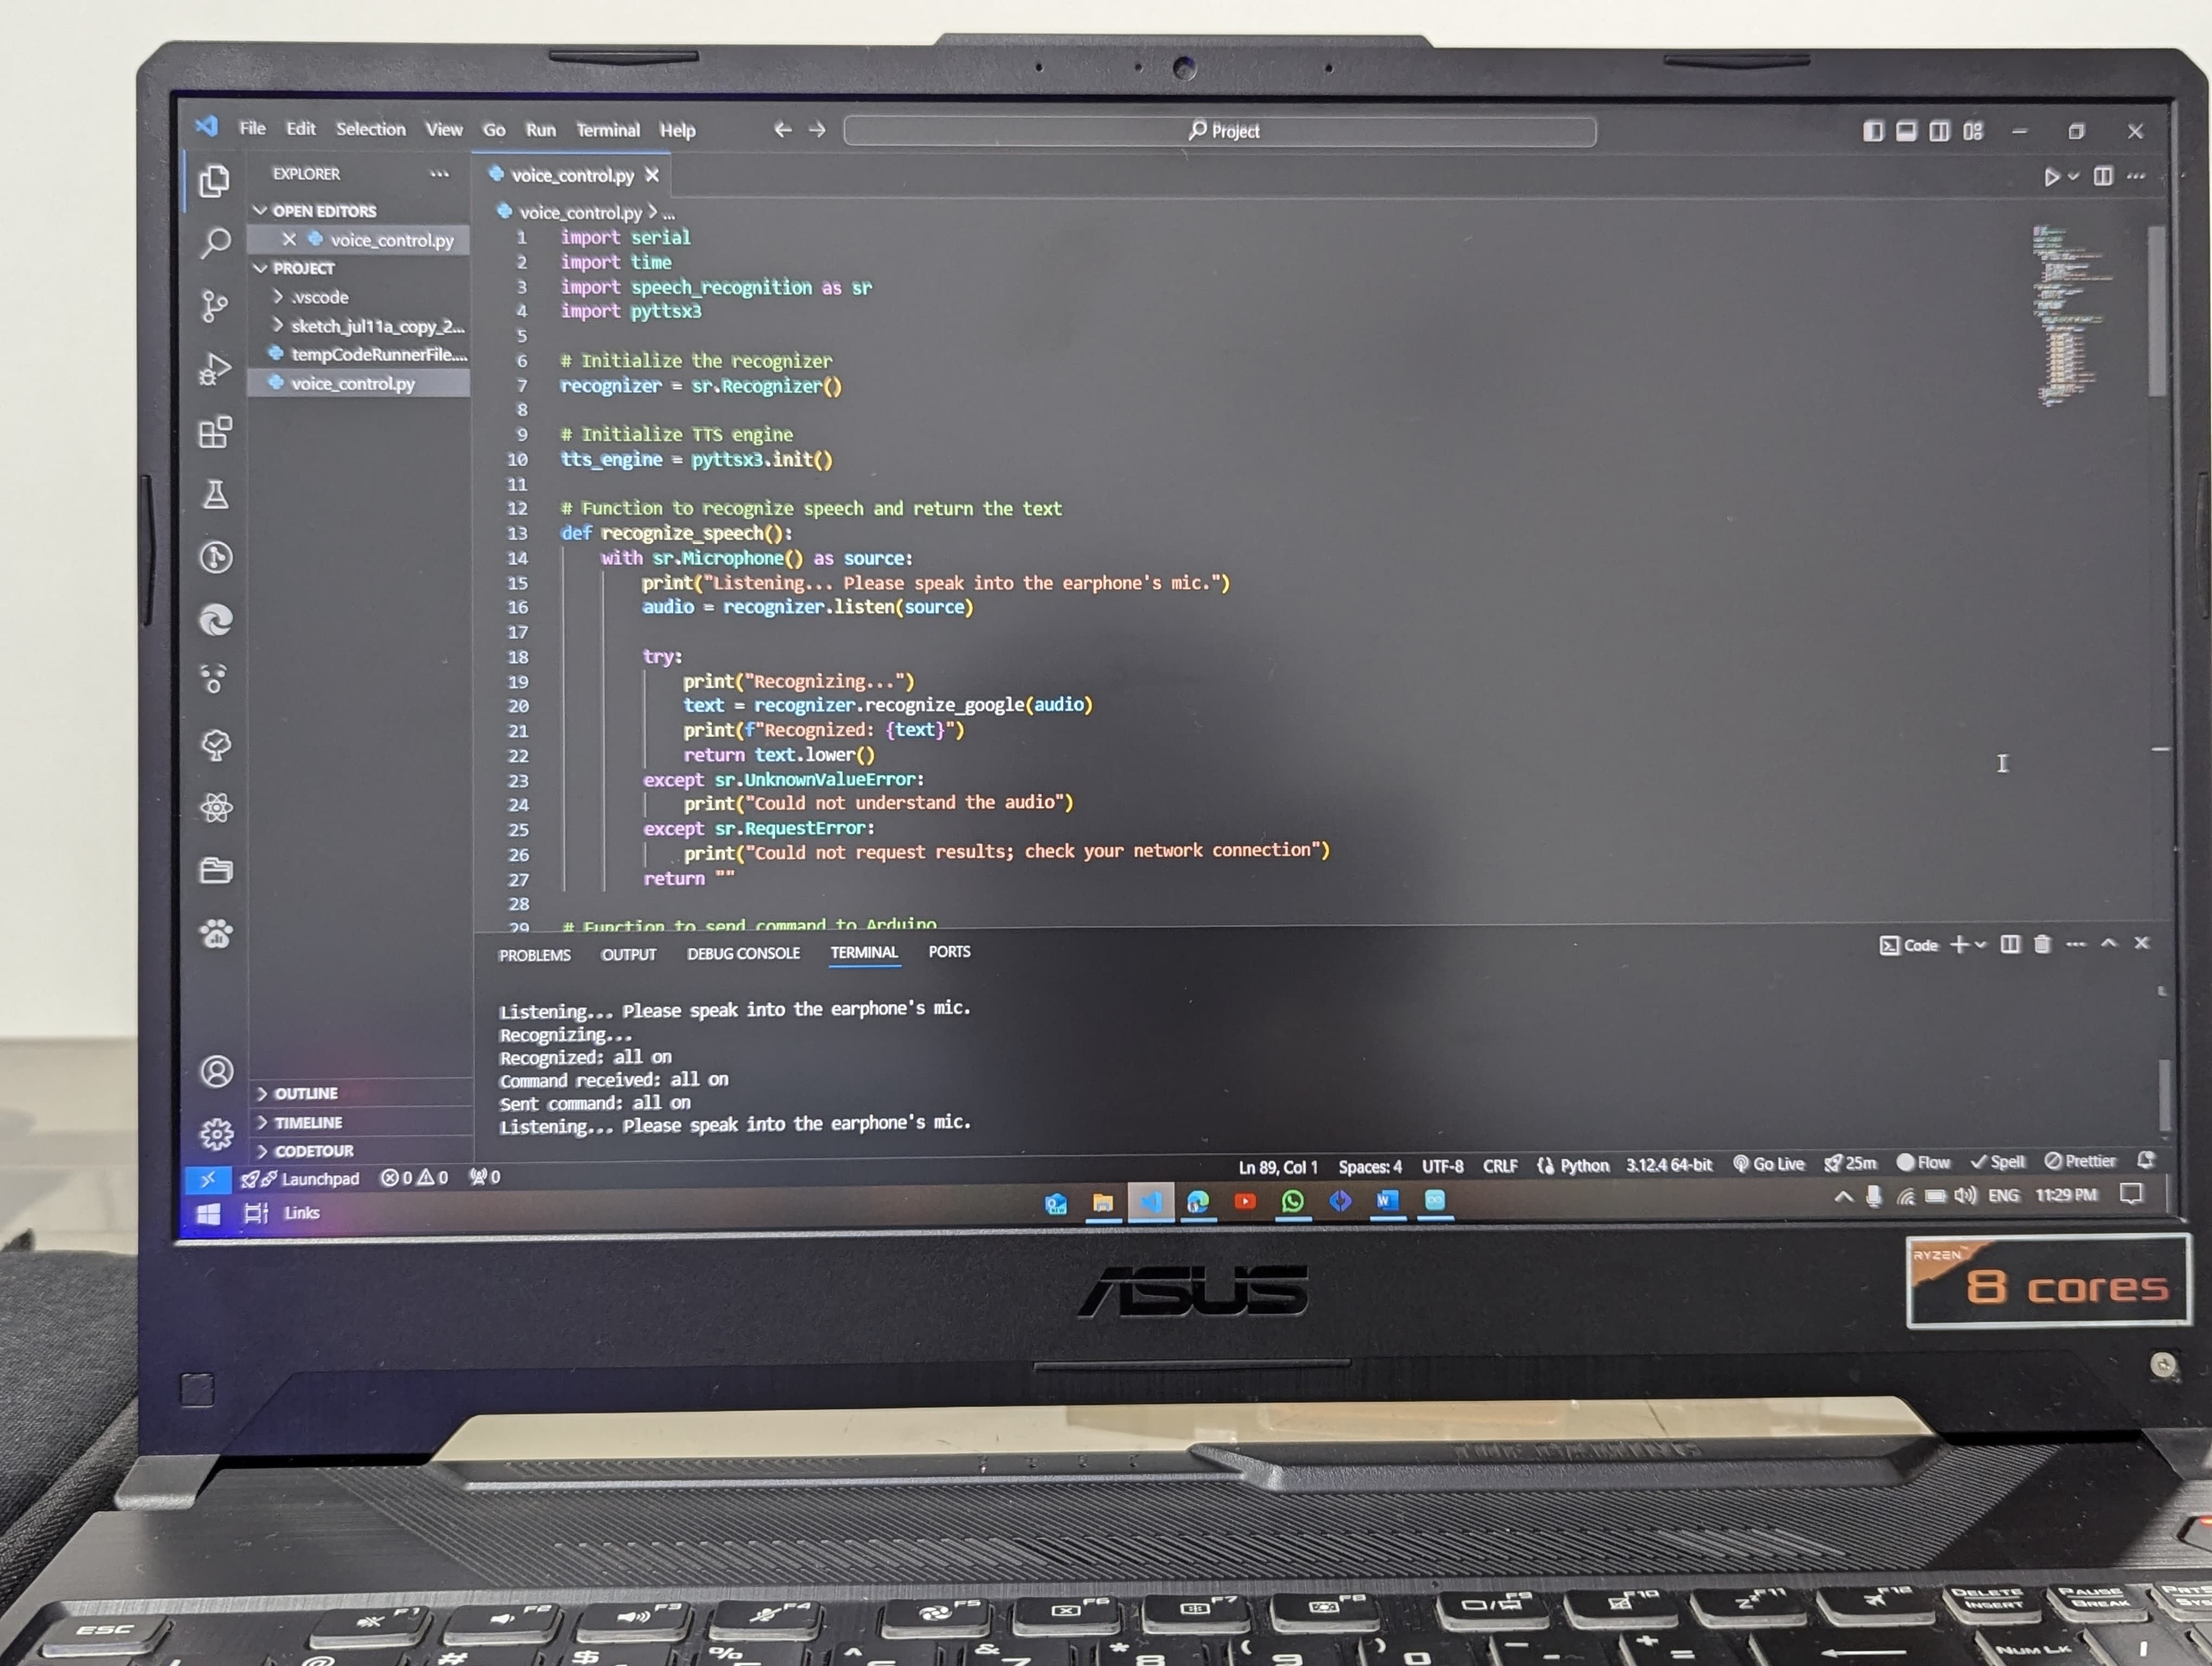 File Edit Selection View Go Run Terminal Help
Project
EXPLORER
OPEN EDITORS
voice_control.py
PROJECT
.vscode
sketch_jul11a_copy_2...
tempCodeRunnerFile....
voice_control.py
OUTLINE
TIMELINE
CODETOUR
voice_control.py
voice_control.py > ...
1 import serial
2 import time
3 import speech_recognition as sr
4 import pyttsx3
5
6 # Initialize the recognizer
7 recognizer = sr.Recognizer()
8
9 # Initialize TTS engine
10 tts_engine = pyttsx3.init()
11
12 # Function to recognize speech and return the text
13 def recognize_speech():
14 with sr.Microphone() as source:
15 print("Listening... Please speak into the earphone's mic.")
16 audio = recognizer.listen(source)
17
18 try:
19 print("Recognizing...")
20 text = recognizer.recognize_google(audio)
21 print(f"Recognized: {text}")
22 return text.lower()
23 except sr.UnknownValueError:
24 print("Could not understand the audio")
25 except sr.RequestError:
26 print("Could not request results; check your network connection")
27 return ""
28
29 # Function to send command to Arduino
PROBLEMS OUTPUT DEBUG CONSOLE TERMINAL PORTS
Code
Listening... Please speak into the earphone's mic.
Recognizing...
Recognized: all on
Command received: all on
Sent command: all on
Listening... Please speak into the earphone's mic.
Launchpad 0 0 0
Ln 89, Col 1 Spaces: 4 UTF-8 CRLF Python 3.12.4 64-bit Go Live 25m Flow Spell Prettier
Links
ENG 11:29 PM
ASUS
RYZEN
8 cores
ESC F1 F2 F3 F4 F5 F6 F7 F8 F9 F10 F11 F12 DELETE INSERT PAUSE BREAK
@ # $ % ^ & 7 * 8 ( 9 ) 0 - + = NUM LK